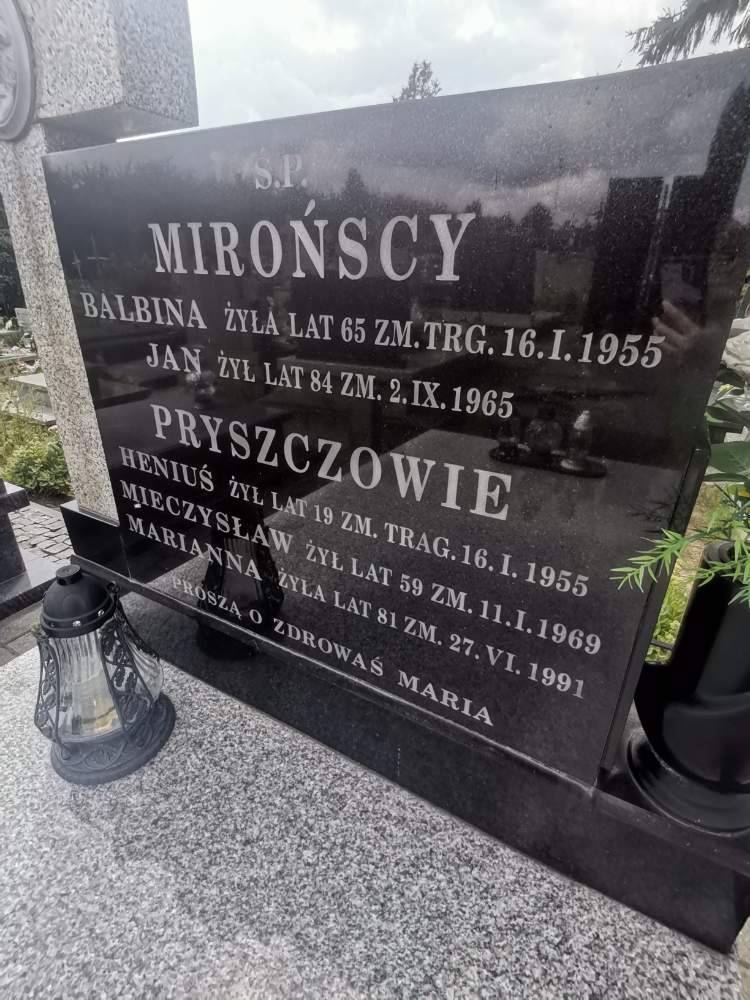 Ś.P.
MIROŃSCY
BALBINA ŻYŁA LAT 65 ZM.TRG. 16.I.1955
JAN ŻYŁ LAT 84 ZM. 2.IX.1965
PRYSZCZOWIE
HENIUŚ ŻYŁ LAT 19 ZM. TRAG. 16.I.1955
MIECZYSŁAW ŻYŁ LAT 59 ZM. 11.I.1969
MARIANNA ŻYŁA LAT 81 ZM. 27.VI.1991
PROSZĄ O ZDROWAŚ MARIA